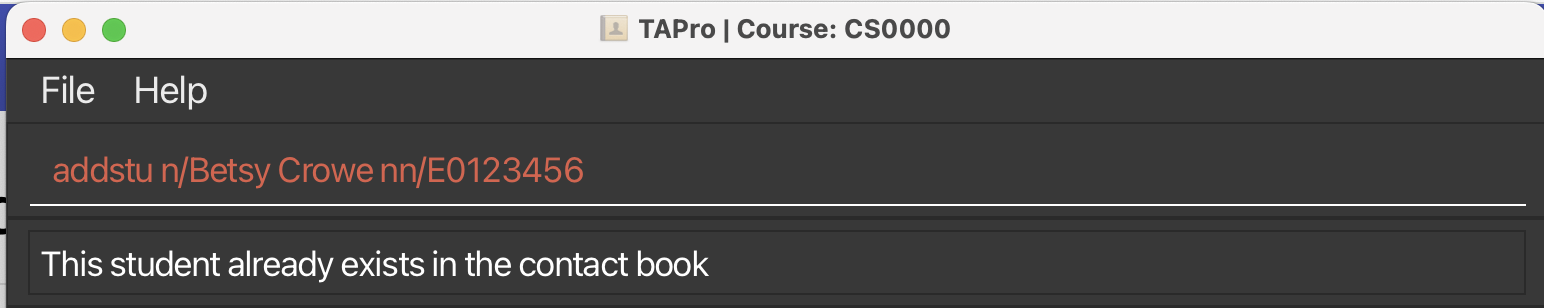 TAPro | Course: CS0000
File Help
addstu n/Betsy Crowe nn/E0123456
This student already exists in the contact book